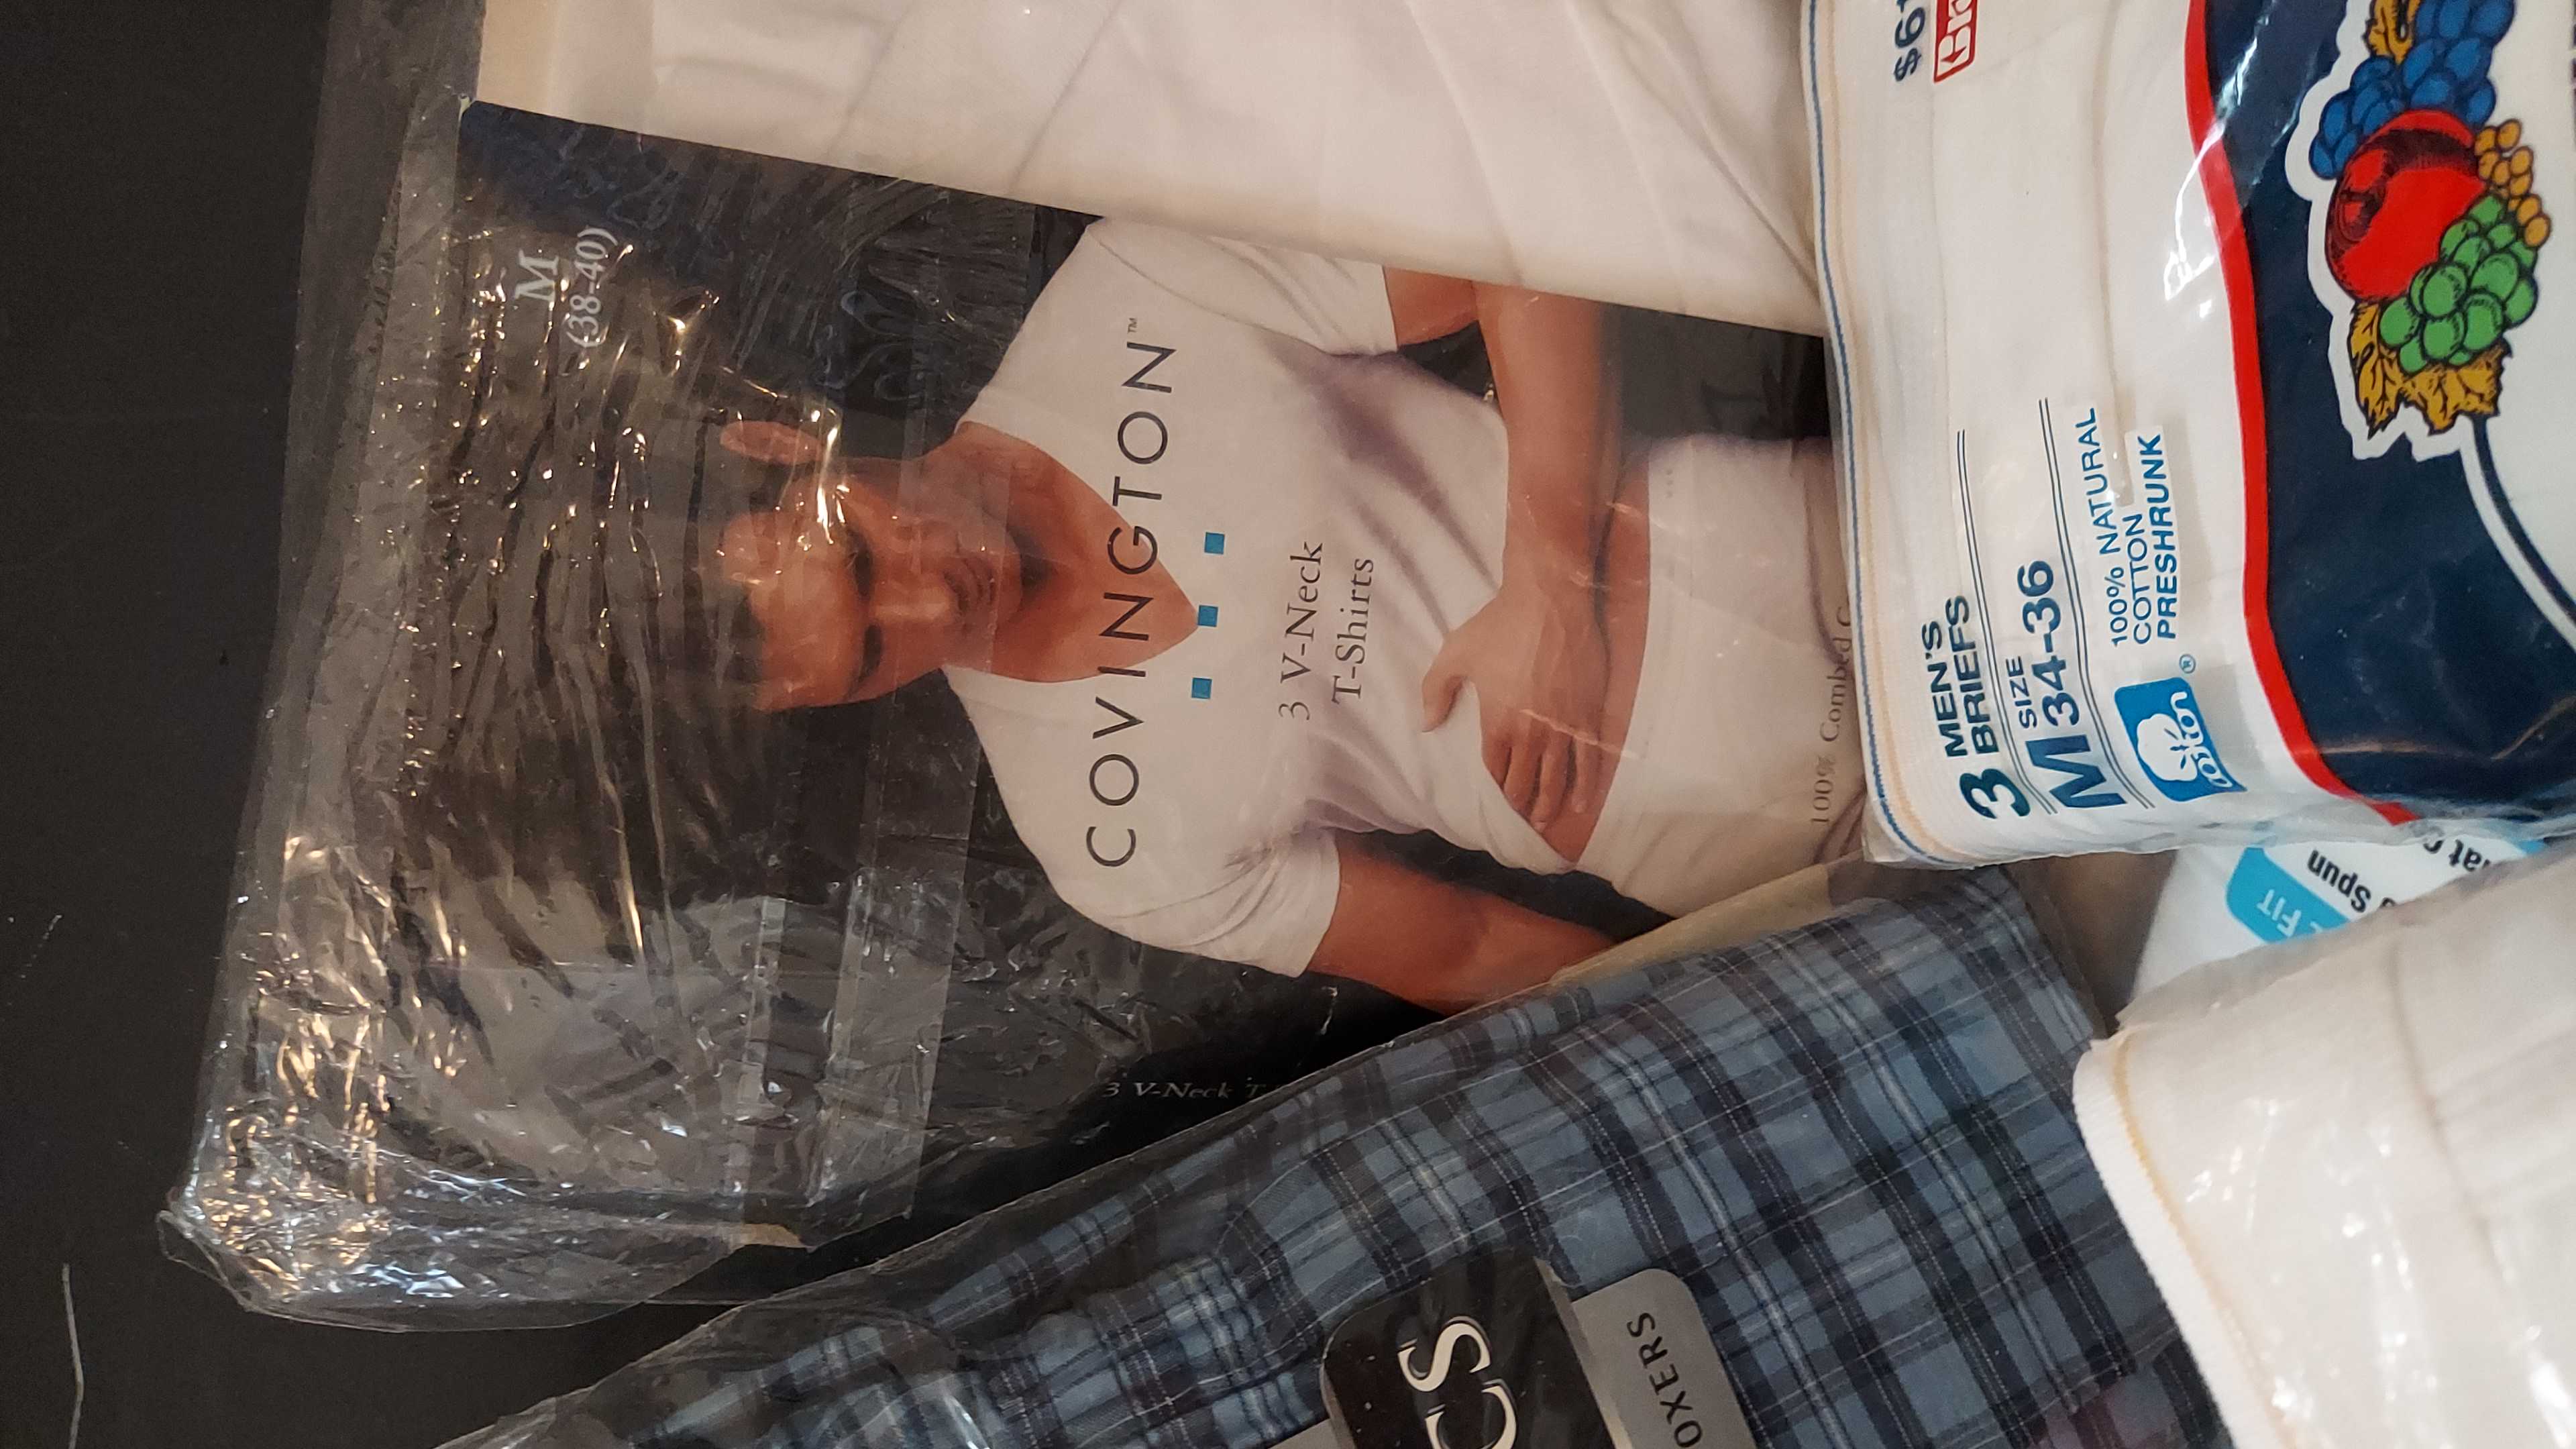 M
(38-40)
COVINGTON™
3 V-Neck
T-Shirts
100% Combed C
3 V-Neck T
3 MEN'S
BRIEFS
SIZE
M 34-36
100% NATURAL
COTTON
PRESHRUNK
cotton®
$6
FIT
Spun
CS
OXERS